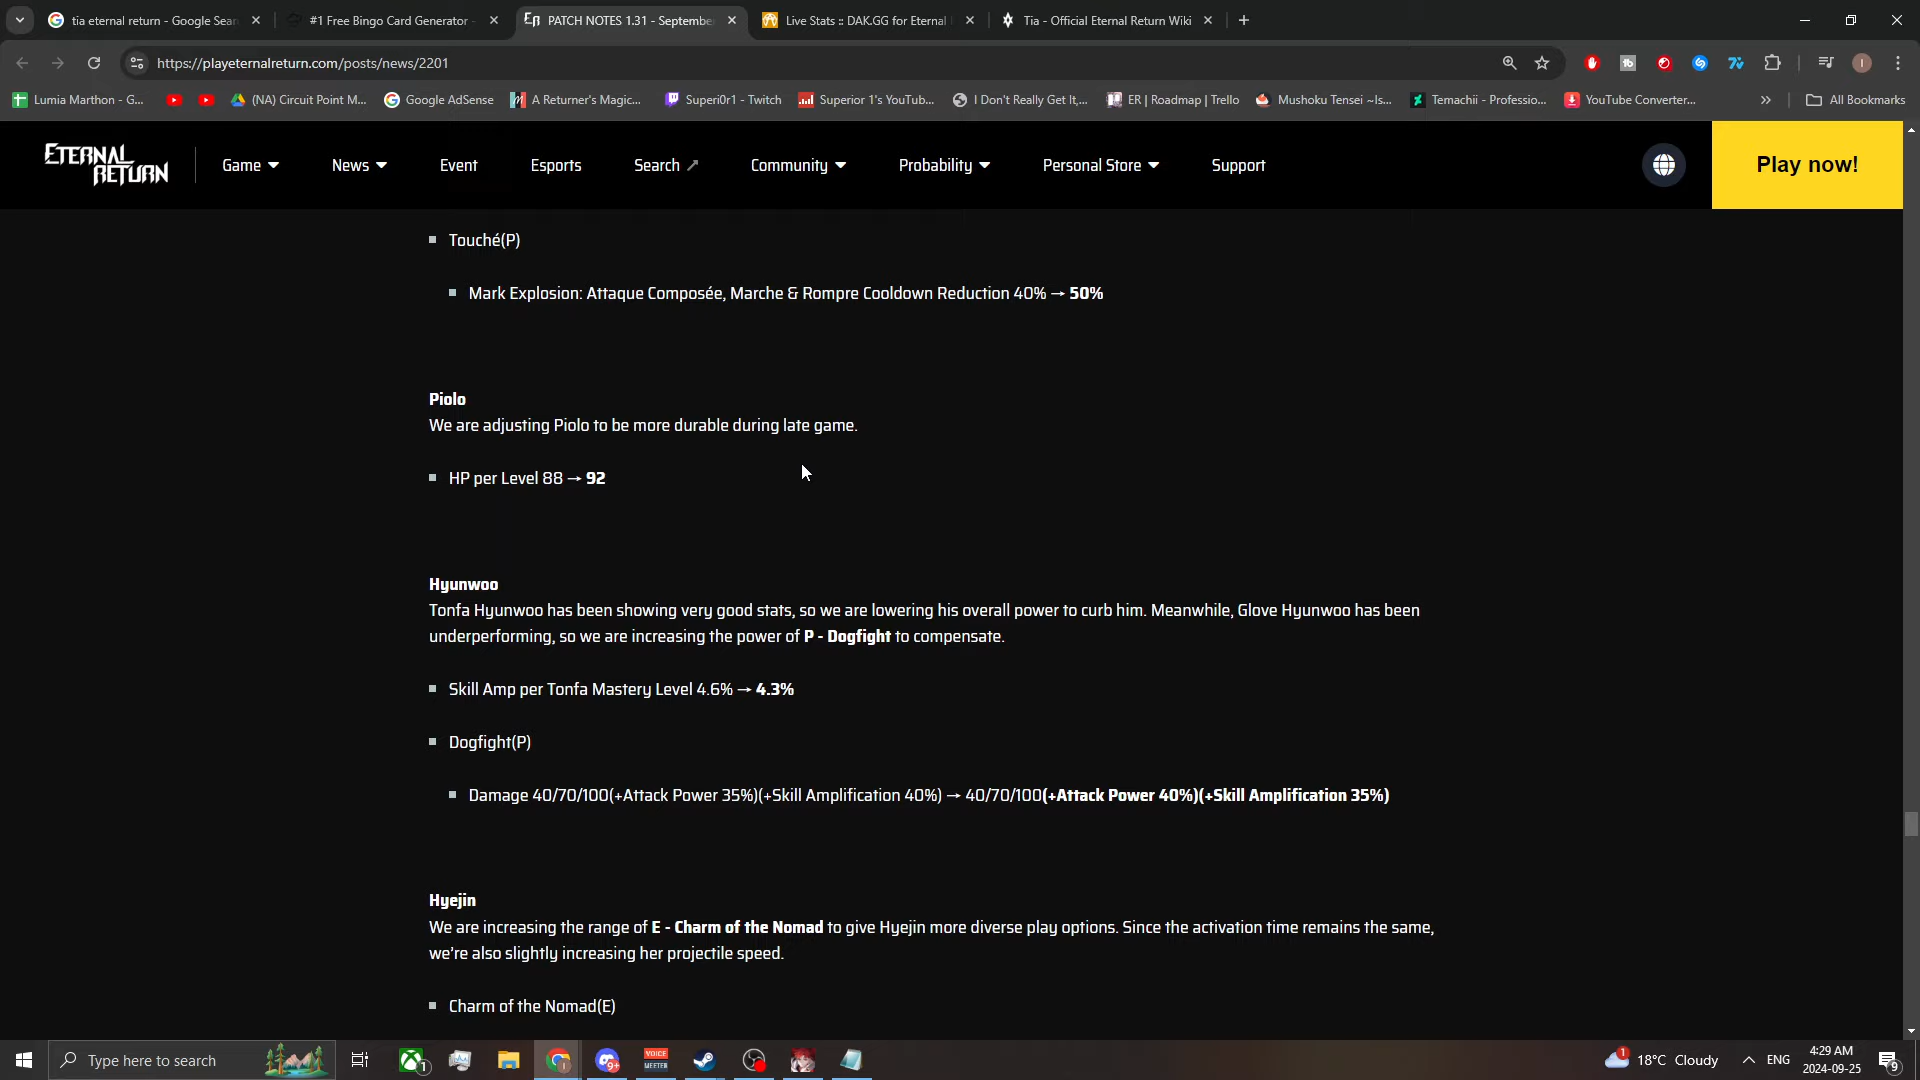 tia eternal return - Google Sear
#1 Free Bingo Card Generator -
PATCH NOTES 1.31 - September
Live Stats :: DAK.GG for Eternal
Tia - Official Eternal Return Wiki
https://playeternalreturn.com/posts/news/2201
Lumia Marthon - G...
(NA) Circuit Point M...
Google AdSense
A Returner's Magic...
Superi0r1 - Twitch
Superior 1's YouTub...
I Don't Really Get It,...
ER | Roadmap | Trello
Mushoku Tensei ~Is...
Temachii - Professio...
YouTube Converter...
All Bookmarks
ETERNAL RETURN
Game
News
Event
Esports
Search
Community
Probability
Personal Store
Support
Play now!
Touché(P)
Mark Explosion: Attaque Composée, Marche & Rompre Cooldown Reduction 40% → 50%
Piolo
We are adjusting Piolo to be more durable during late game.
HP per Level 88 → 92
Hyunwoo
Tonfa Hyunwoo has been showing very good stats, so we are lowering his overall power to curb him. Meanwhile, Glove Hyunwoo has been
underperforming, so we are increasing the power of P - Dogfight to compensate.
Skill Amp per Tonfa Mastery Level 4.6% → 4.3%
Dogfight(P)
Damage 40/70/100(+Attack Power 35%)(+Skill Amplification 40%) → 40/70/100(+Attack Power 40%)(+Skill Amplification 35%)
Hyejin
We are increasing the range of E - Charm of the Nomad to give Hyejin more diverse play options. Since the activation time remains the same,
we're also slightly increasing her projectile speed.
Charm of the Nomad(E)
Type here to search
1
9+
VOICE
MEETER
1
18°C Cloudy
ENG
4:29 AM
2024-09-25
9